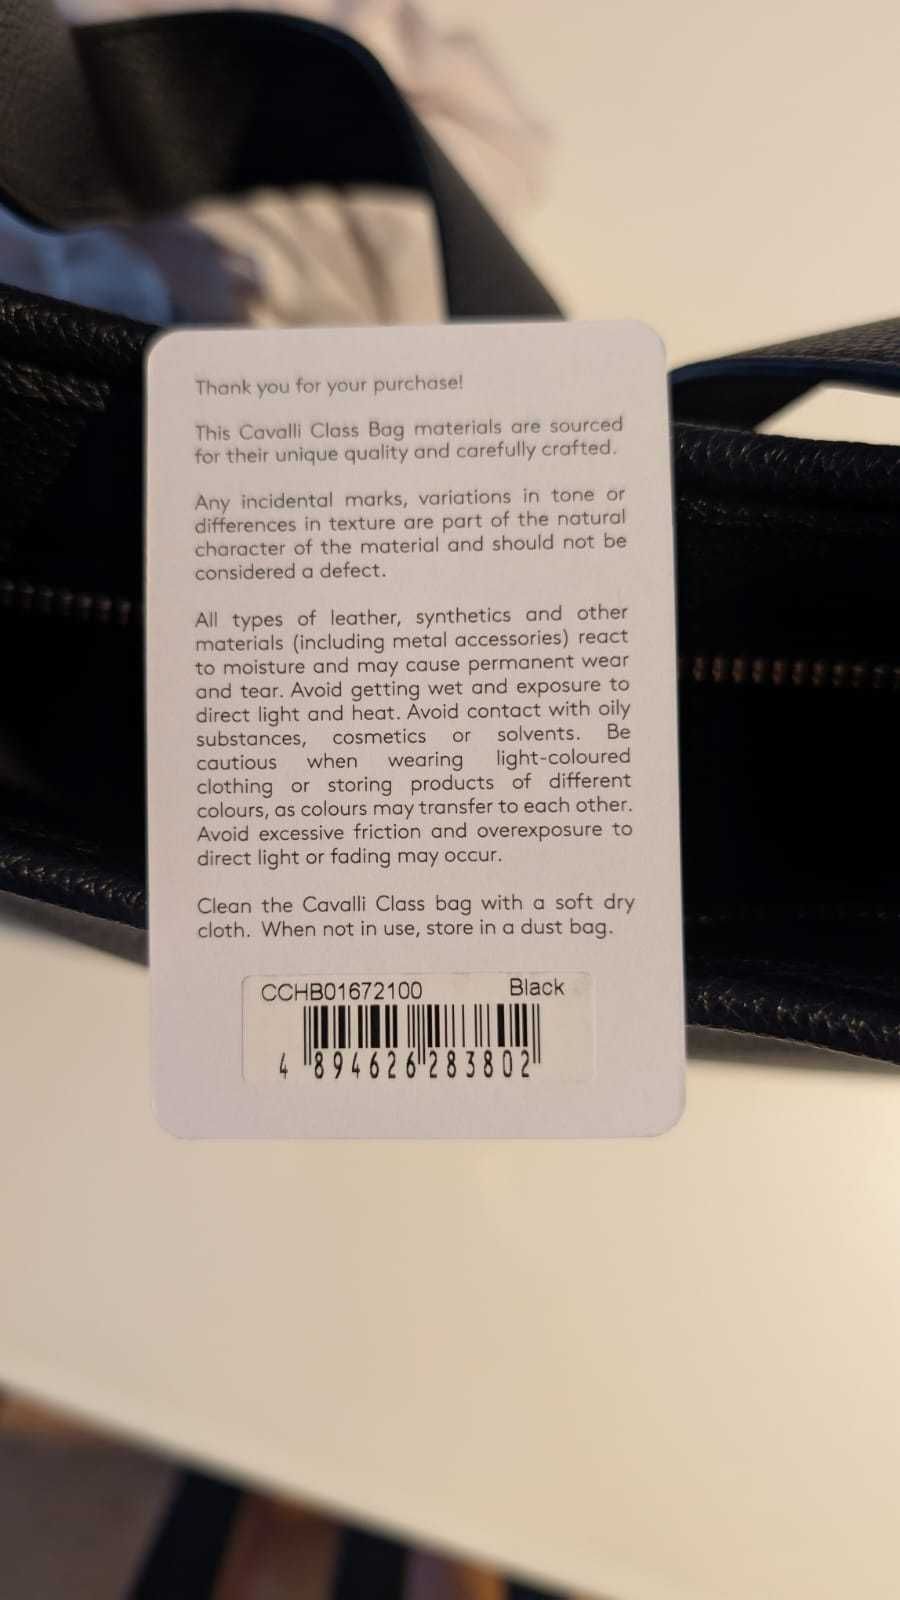 Thank you for your purchase!
This Cavalli Class Bag materials are sourced
for their unique quality and carefully crafted.
Any incidental marks, variations in tone or
differences in texture are part of the natural
character of the material and should not be
considered a defect.
All types of leather, synthetics and other
materials (including metal accessories) react
to moisture and may cause permanent wear
and tear. Avoid getting wet and exposure to
direct light and heat. Avoid contact with oily
substances, cosmetics or solvents. Be
cautious when wearing light-coloured
clothing or storing products of different
colours, as colours may transfer to each other.
Avoid excessive friction and overexposure to
direct light or fading may occur.
Clean the Cavalli Class bag with a soft dry
cloth. When not in use, store in a dust bag.
CCHB01672100 Black
4 894626 283802